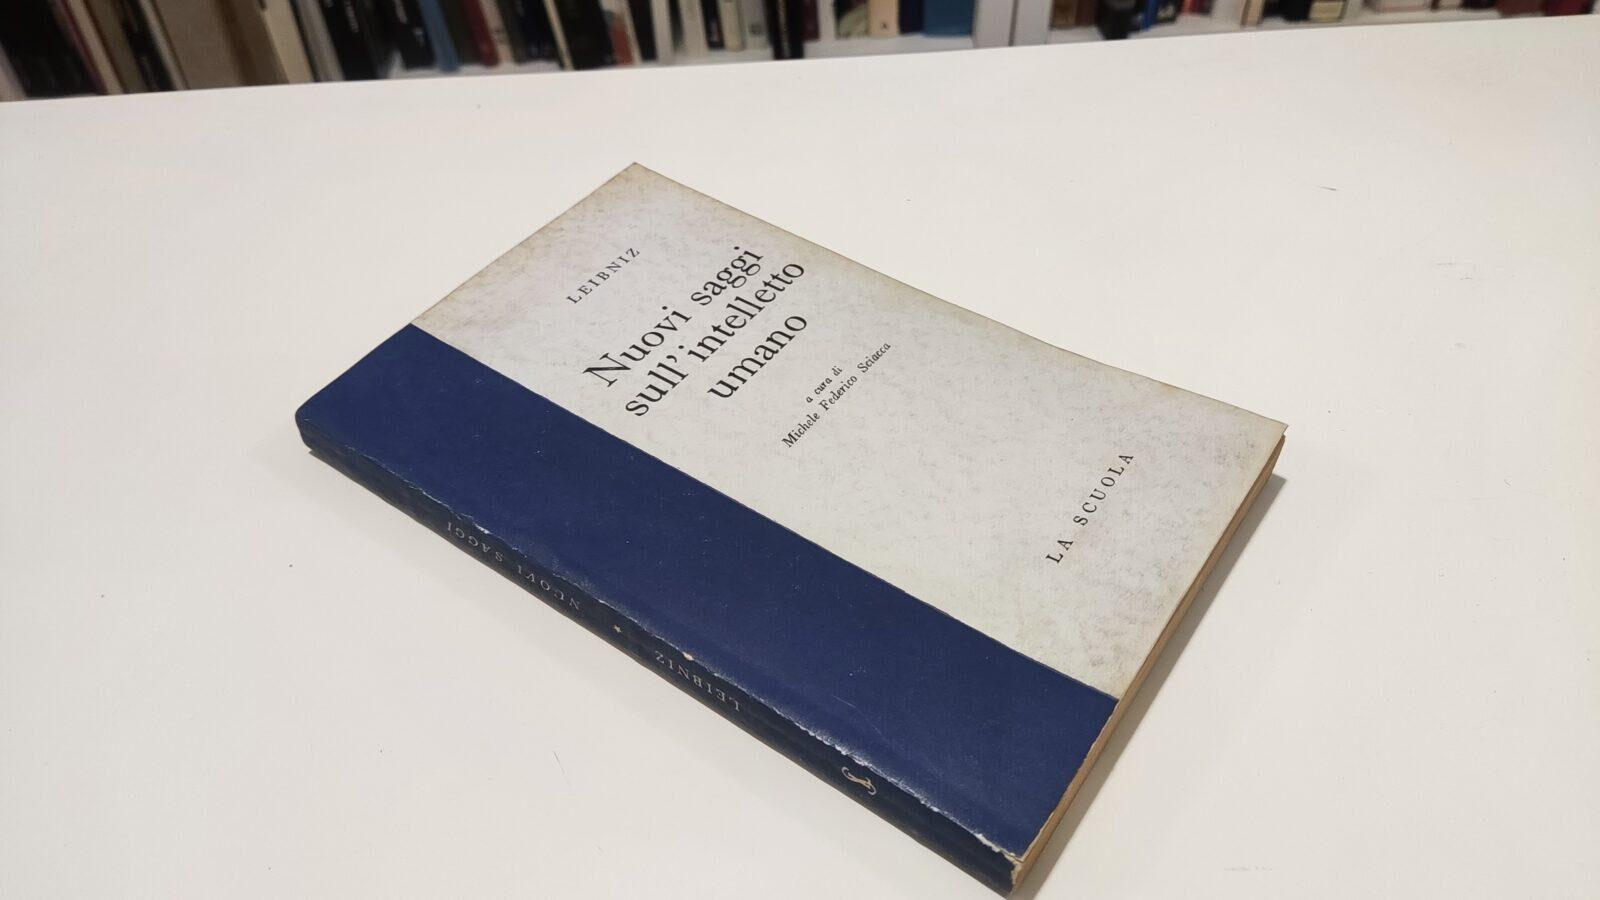 LEIBNIZ
Nuovi saggi
sull'intelletto
umano
a cura di
Michele Federico Sciacca
LA SCUOLA
LEIBNIZ * NUOVI SAGGI